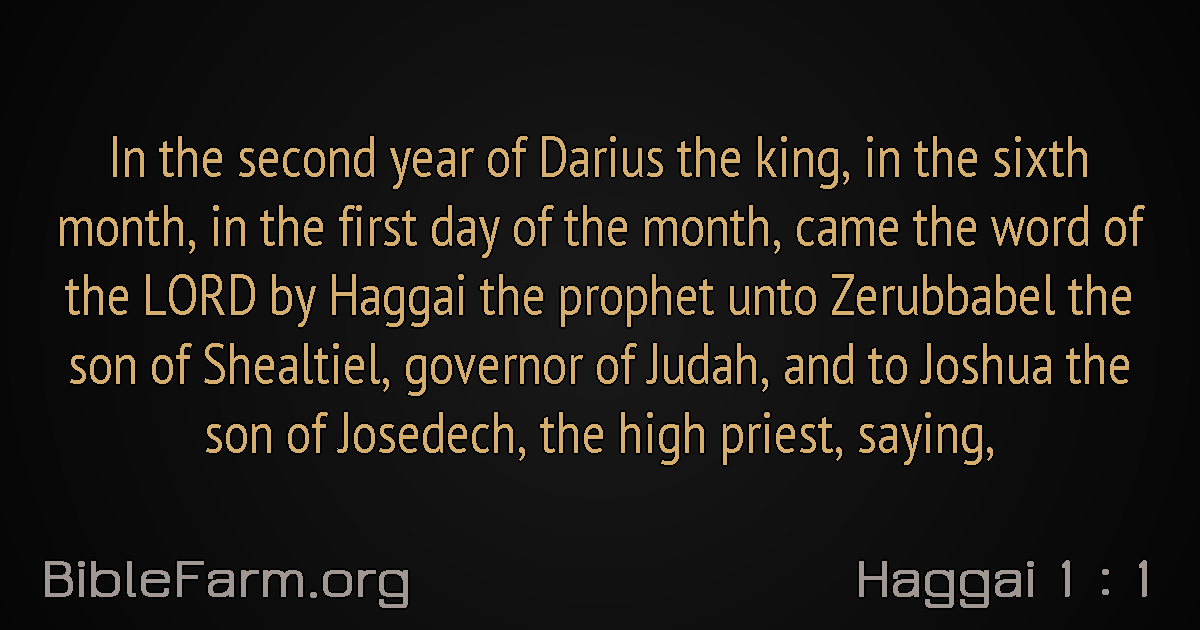 In the second year of Darius the king, in the sixth
month, in the first day of the month, came the word of
the LORD by Haggai the prophet unto Zerubbabel the
son of Shealtiel, governor of Judah, and to Joshua the
son of Josedech, the high priest, saying,
BibleFarm.org
Haggai 1 : 1